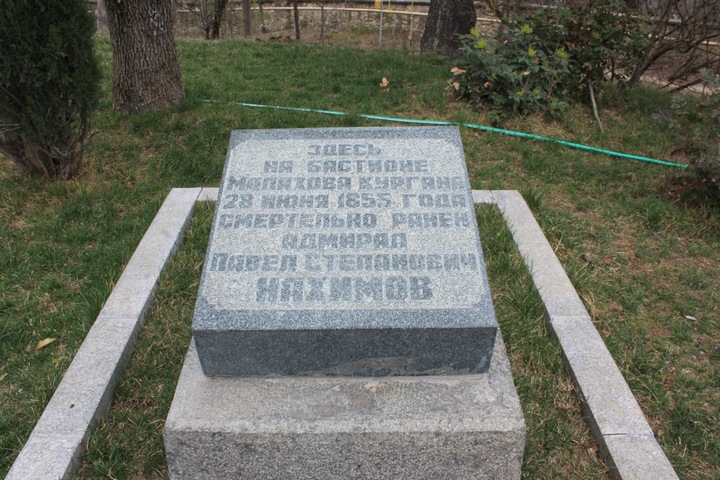 ЗДЕСЬ
НА БАСТИОНЕ
МАЛАХОВА КУРГАНА
28 ИЮНЯ 1855 ГОДА
СМЕРТЕЛЬНО РАНЕН
АДМИРАЛ
ПАВЕЛ СТЕПАНОВИЧ
НАХИМОВ